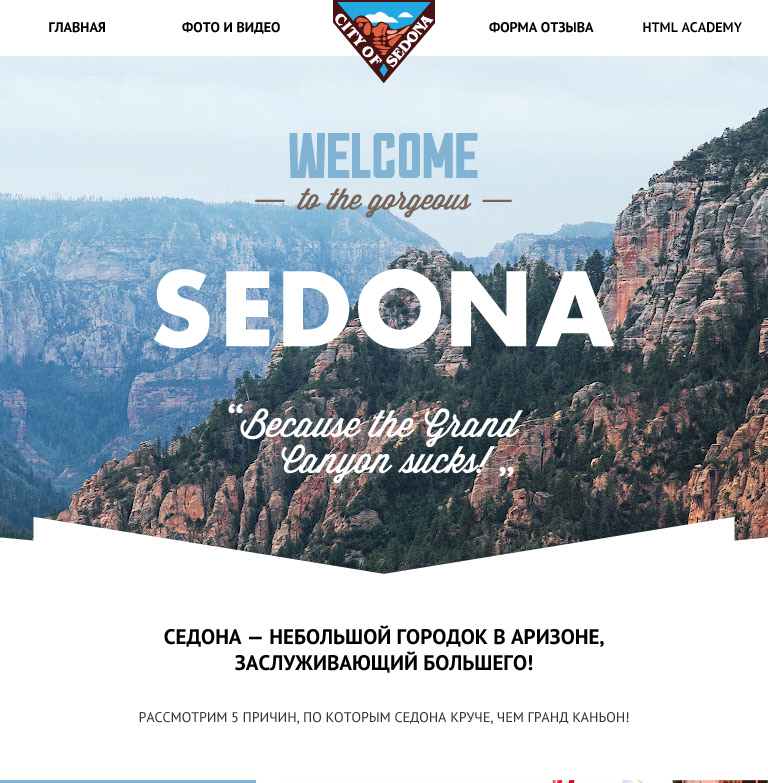 ГЛАВНАЯ
ФОТО И ВИДЕО
CITY OF SEDONA
ФОРМА ОТЗЫВА
HTML ACADEMY
WELCOME
to the gorgeous
SEDONA
“Because the Grand
Canyon sucks!„
СЕДОНА — НЕБОЛЬШОЙ ГОРОДОК В АРИЗОНЕ,
ЗАСЛУЖИВАЮЩИЙ БОЛЬШЕГО!
РАССМОТРИМ 5 ПРИЧИН, ПО КОТОРЫМ СЕДОНА КРУЧЕ, ЧЕМ ГРАНД КАНЬОН!